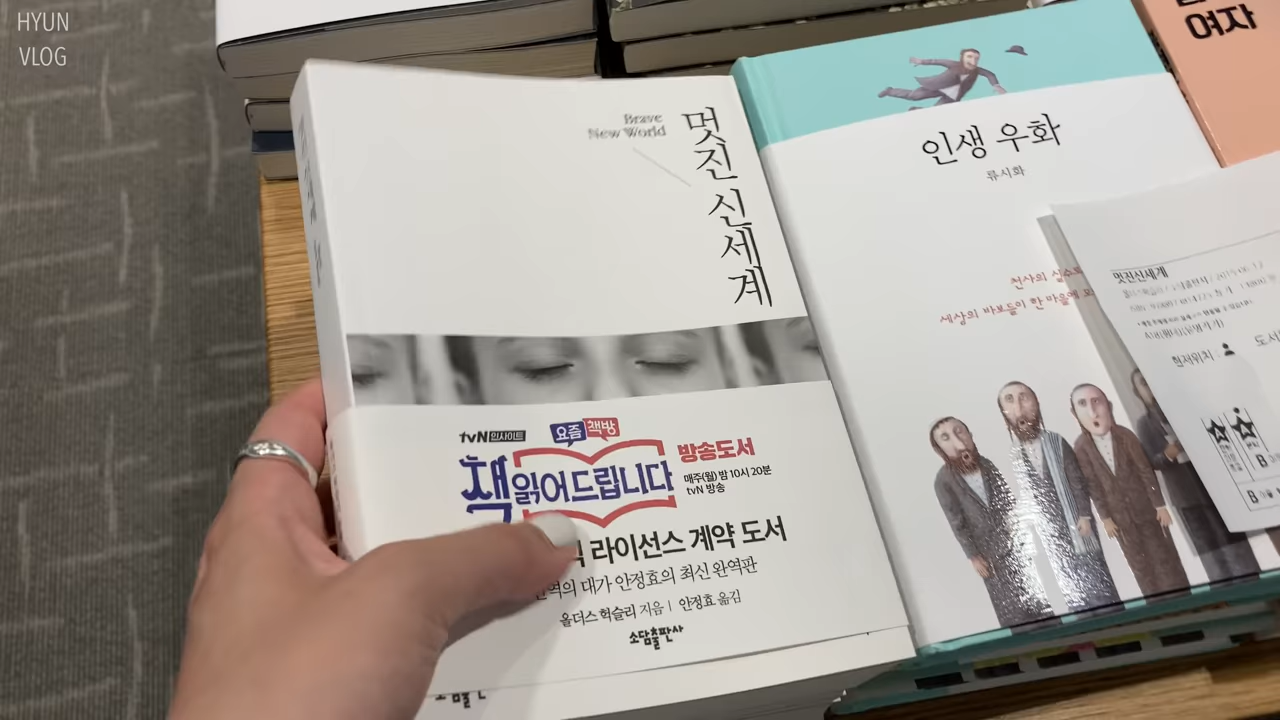 HYUN
VLOG
Brave
New World
멋진 신세계
tvN 인사이트
요즘책방
책 읽어드립니다
방송도서
매주(월) 밤 10시 20분
tvN 방송
라이선스 계약 도서
대가 안정효의 최신 완역판
올더스 헉슬리 지음 | 안정효 옮김
소담출판사
인생 우화
류시화
천사의 실수로
세상의 바보들이 한 마을에
여자
멋진신세계
현재위치 :